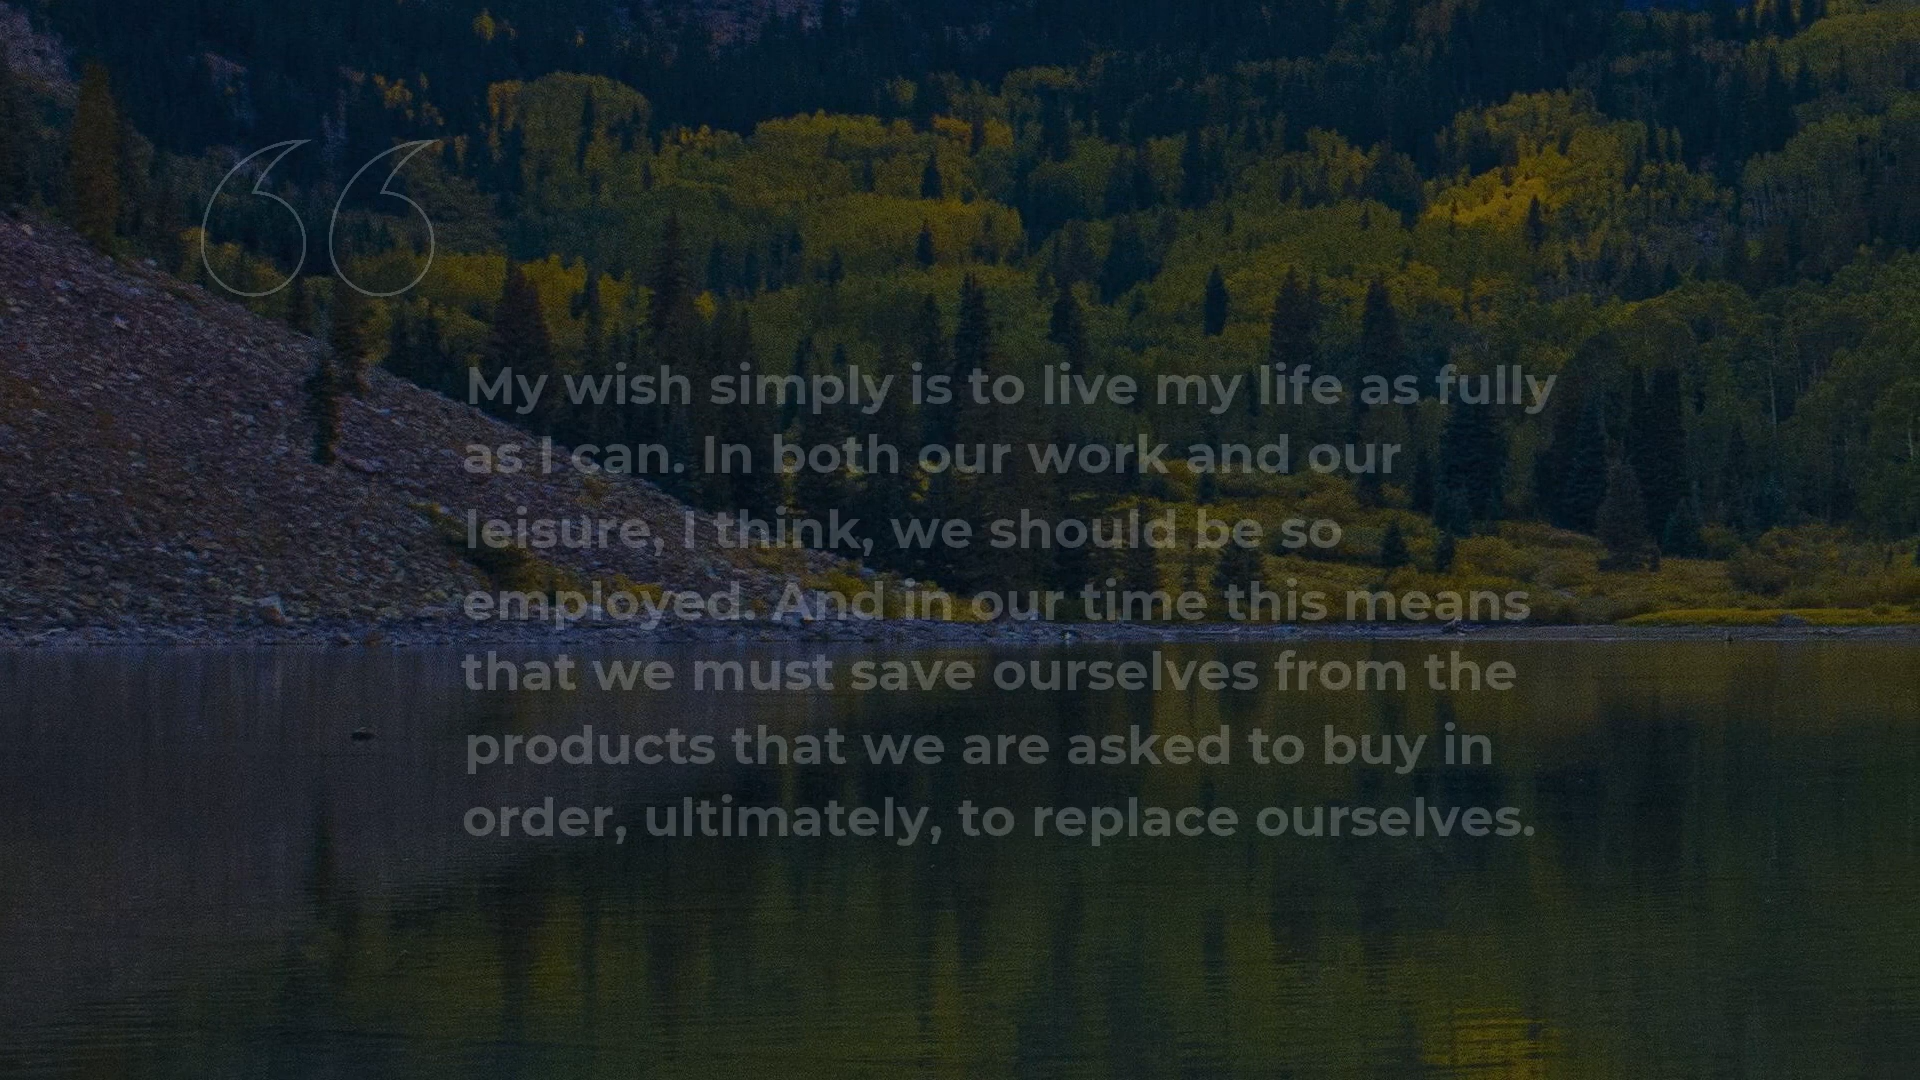 My wish simply is to live my life as fully
as I can. In both our work and our
leisure, I think, we should be so
employed. And in our time this means
that we must save ourselves from the
products that we are asked to buy in
order, ultimately, to replace ourselves.